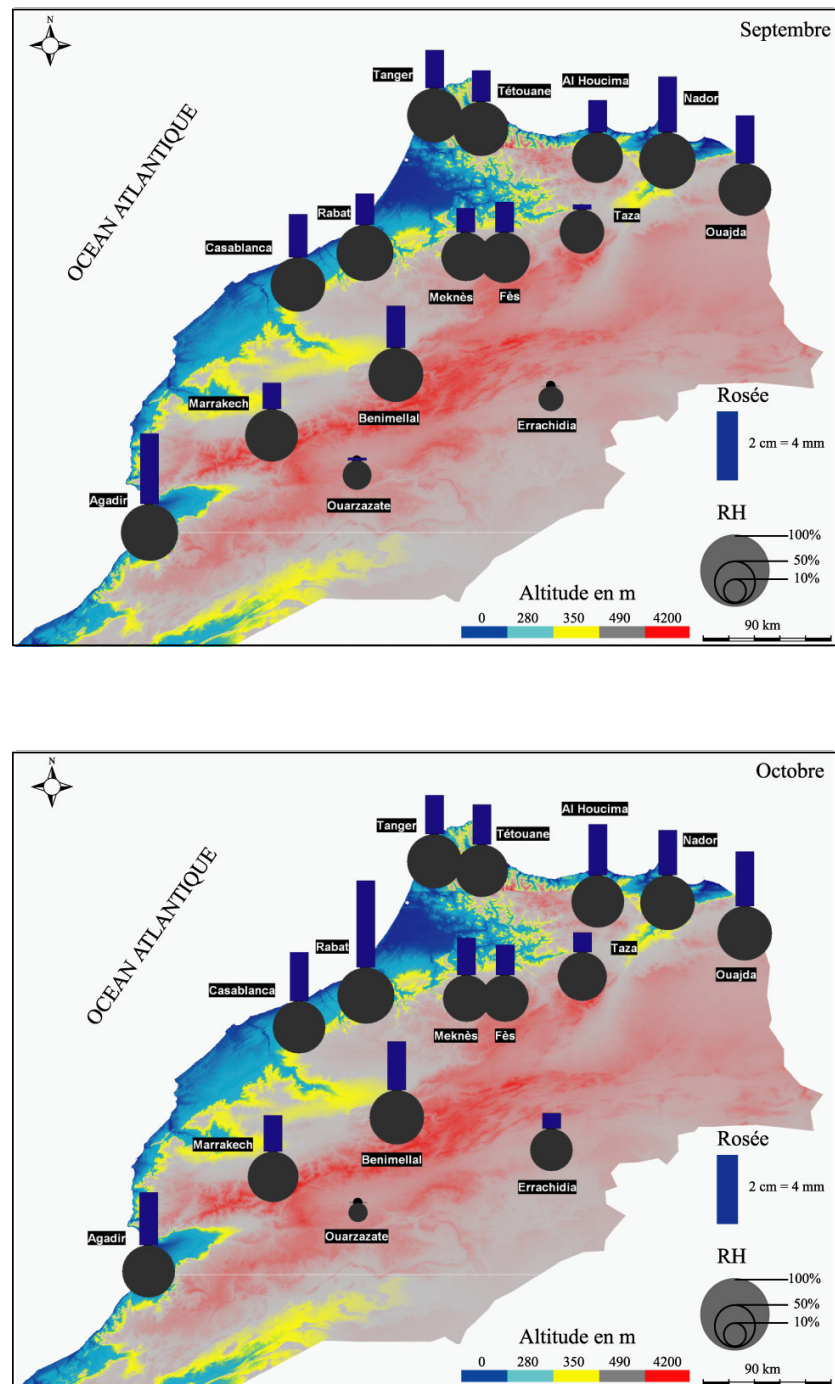 N
Septembre
Tanger
Tétouane
Al Houcima
Nador
OCEAN ATLANTIQUE
Rabat
Taza
Ouajda
Casablanca
Meknès
Fès
Marrakech
Benimellal
Errachidia
Rosée
2 cm = 4 mm
Ouarzazate
Agadir
RH
100%
50%
10%
Altitude en m
0 280 350 490 4200
90 km
N
Octobre
Tanger
Tétouane
Al Houcima
Nador
OCEAN ATLANTIQUE
Rabat
Taza
Ouajda
Casablanca
Meknès
Fès
Marrakech
Benimellal
Errachidia
Rosée
2 cm = 4 mm
Agadir
Ouarzazate
RH
100%
50%
10%
Altitude en m
0 280 350 490 4200
90 km